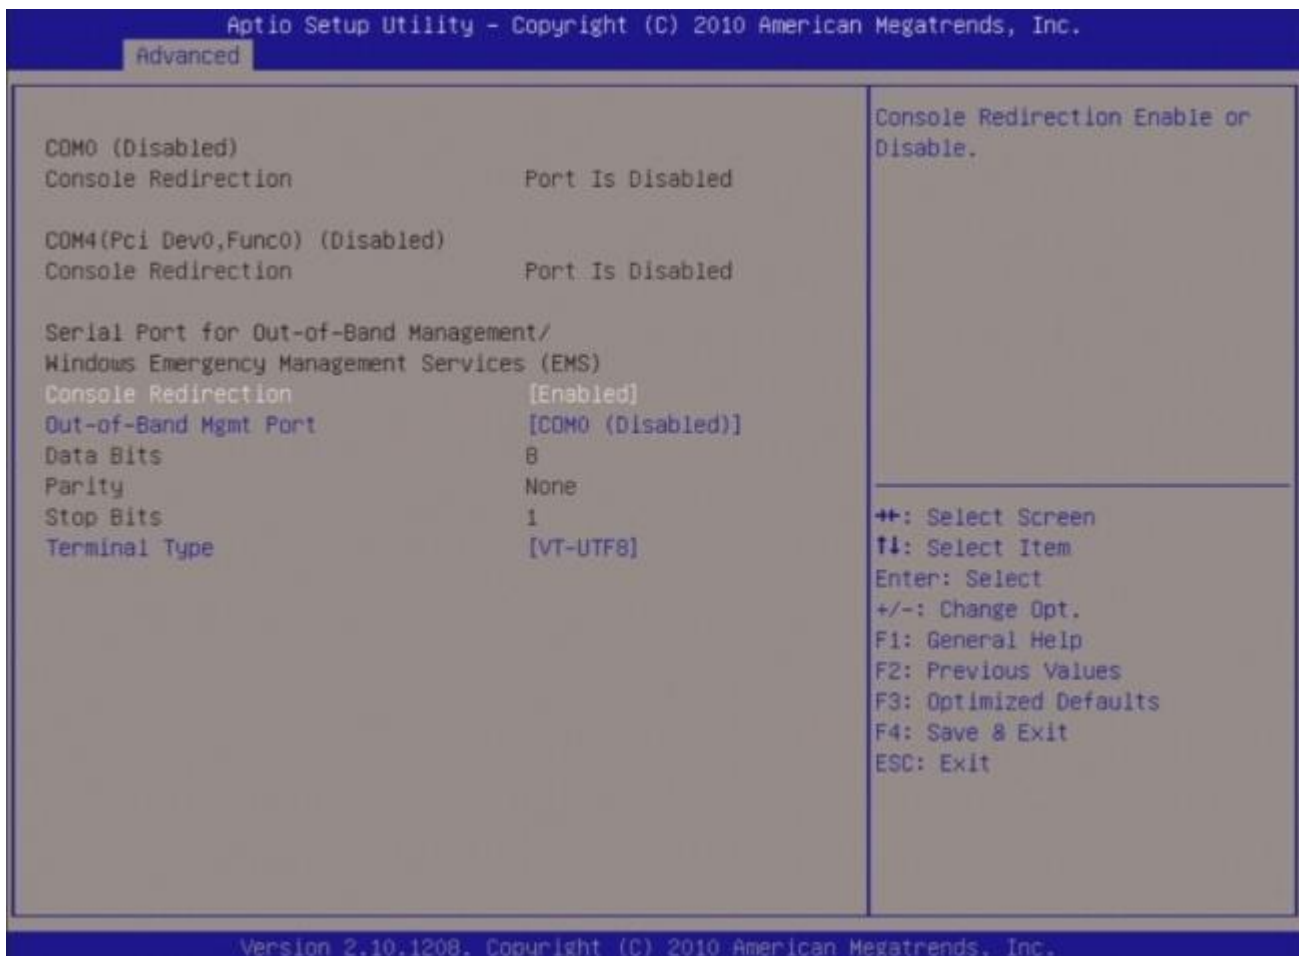 Aptio Setup Utility – Copyright (C) 2010 American Megatrends, Inc.
Advanced
COM0 (Disabled)
Console Redirection Port Is Disabled
COM4(Pci Dev0,Func0) (Disabled)
Console Redirection Port Is Disabled
Serial Port for Out-of-Band Management/
Windows Emergency Management Services (EMS)
Console Redirection [Enabled]
Out-of-Band Mgmt Port [COM0 (Disabled)]
Data Bits 8
Parity None
Stop Bits 1
Terminal Type [VT-UTF8]
Console Redirection Enable or
Disable.
→←: Select Screen
↑↓: Select Item
Enter: Select
+/-: Change Opt.
F1: General Help
F2: Previous Values
F3: Optimized Defaults
F4: Save & Exit
ESC: Exit
Version 2.10.1208. Copyright (C) 2010 American Megatrends, Inc.